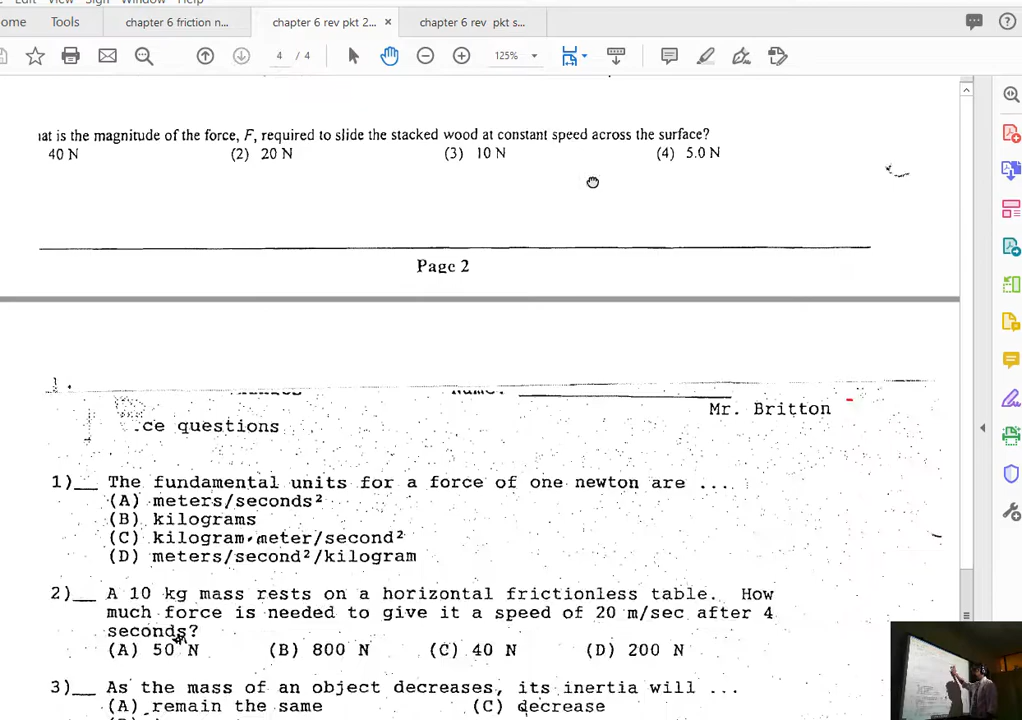 Tools
chapter 6 friction n...
chapter 6 rev pkt 2...
×
chapter 6 rev pkt s...
4 / 4
125%
at is the magnitude of the force, F, required to slide the stacked wood at constant speed across the surface?
40 N (2) 20 N (3) 10 N (4) 5.0 N
Page 2
Mr. Britton
ce questions
1)__ The fundamental units for a force of one newton are ...
(A) meters/seconds²
(B) kilograms
(C) kilogram·meter/second²
(D) meters/second²/kilogram
2)__ A 10 kg mass rests on a horizontal frictionless table. How
much force is needed to give it a speed of 20 m/sec after 4
seconds?
(A) 50 N (B) 800 N (C) 40 N (D) 200 N
3)__ As the mass of an object decreases, its inertia will ...
(A) remain the same (C) decrease